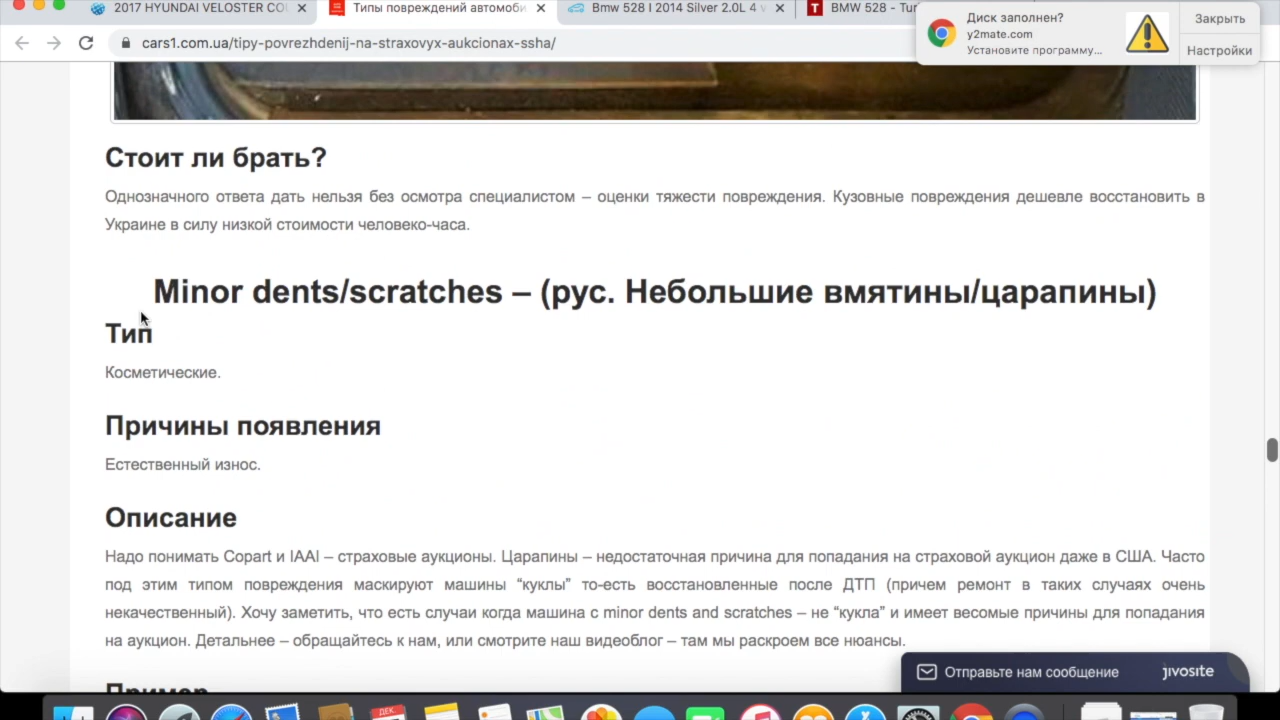 2017 HYUNDAI VELOSTER CO
Типы повреждений автомоби
Bmw 528 I 2014 Silver 2.0L 4
BMW 528 - Tur
Диск заполнен?
y2mate.com
Установите программу...
Закрыть
Настройки
cars1.com.ua/tipy-povrezhdenij-na-straxovyx-aukcionax-ssha/
Стоит ли брать?
Однозначного ответа дать нельзя без осмотра специалистом – оценки тяжести повреждения. Кузовные повреждения дешевле восстановить в
Украине в силу низкой стоимости человеко-часа.
Minor dents/scratches – (рус. Небольшие вмятины/царапины)
Тип
Косметические.
Причины появления
Естественный износ.
Описание
Надо понимать Copart и IAAI – страховые аукционы. Царапины – недостаточная причина для попадания на страховой аукцион даже в США. Часто
под этим типом повреждения маскируют машины “куклы” то-есть восстановленные после ДТП (причем ремонт в таких случаях очень
некачественный). Хочу заметить, что есть случаи когда машина с minor dents and scratches – не “кукла” и имеет весомые причины для попадания
на аукцион. Детальнее – обращайтесь к нам, или смотрите наш видеоблог – там мы раскроем все нюансы.
Пример
Отправьте нам сообщение
jivosite
ДЕК.